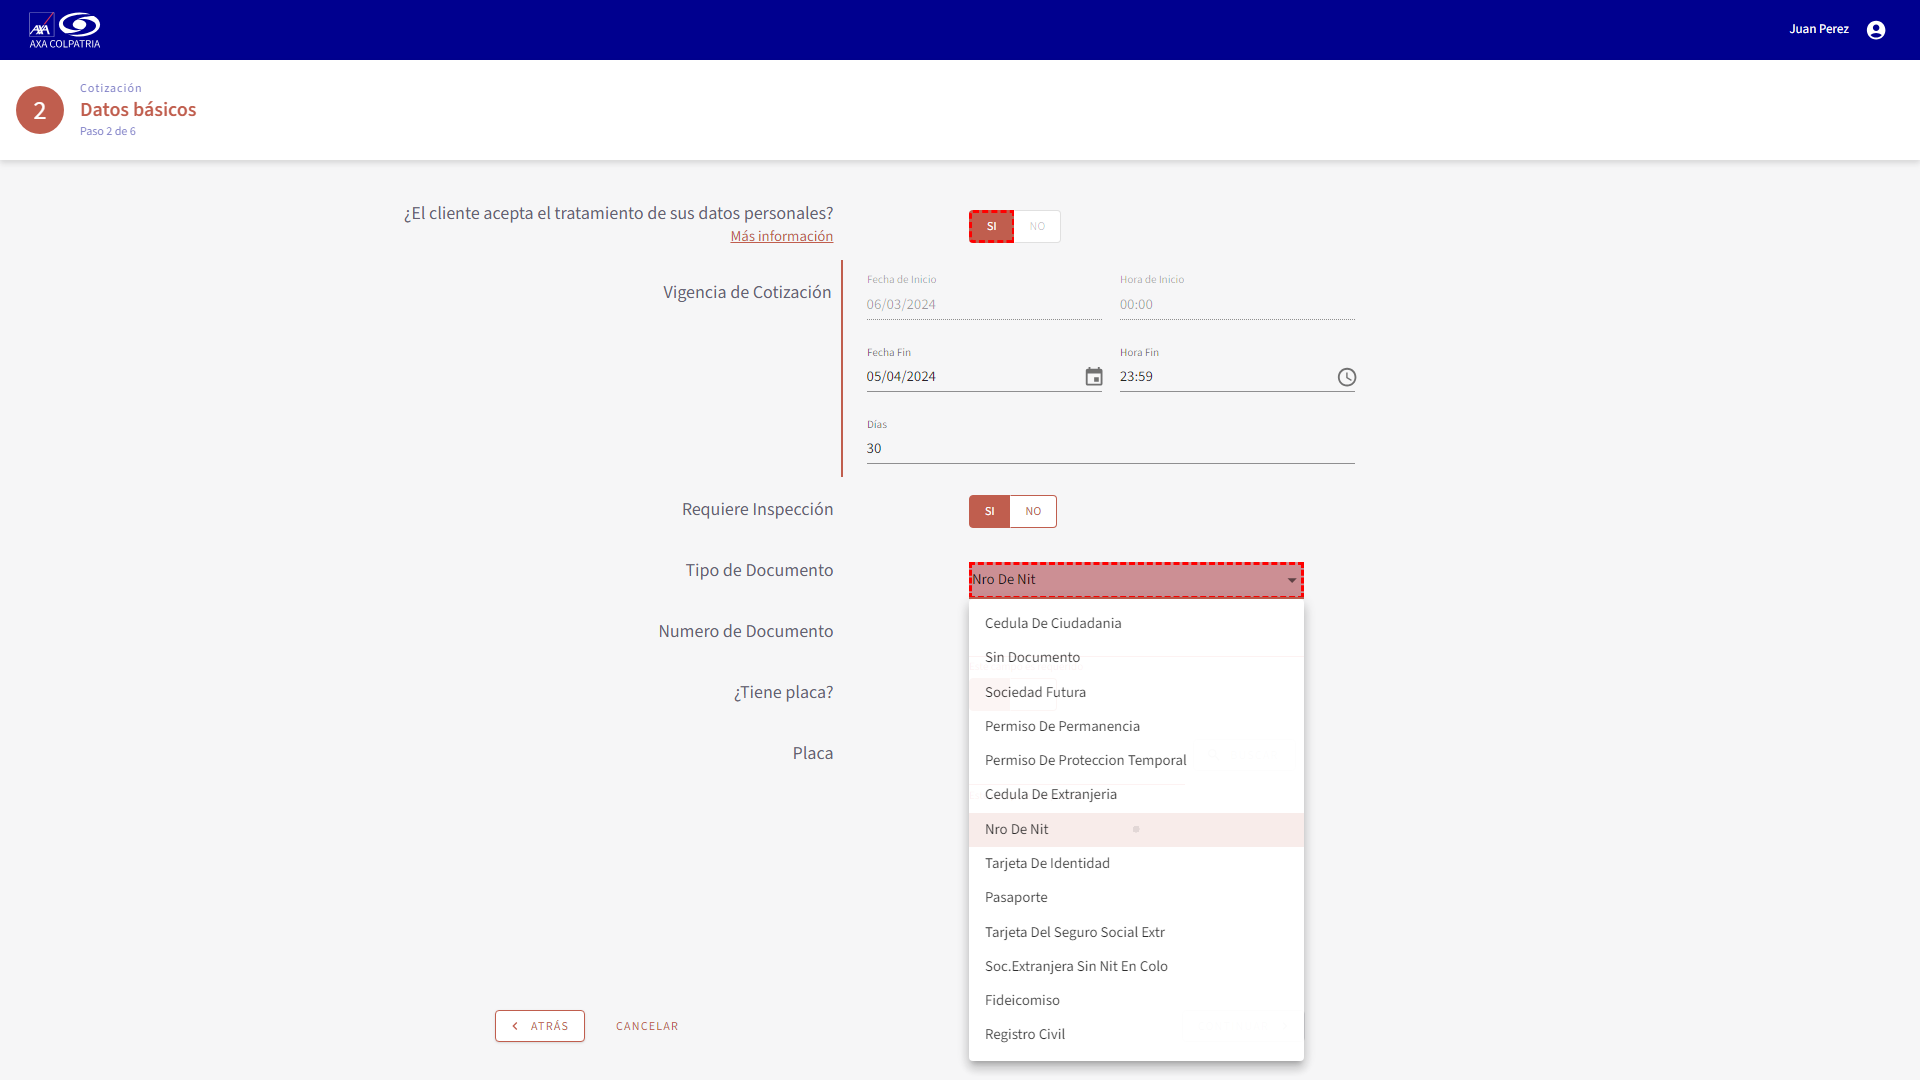 AXA
AXA COLPATRIA
Juan Perez
2
Cotización
Datos básicos
Paso 2 de 6
¿El cliente acepta el tratamiento de sus datos personales?
Más información
SI
NO
Vigencia de Cotización
Fecha de Inicio
06/03/2024
Hora de Inicio
00:00
Fecha Fin
05/04/2024
Hora Fin
23:59
Días
30
Requiere Inspección
SI
NO
Tipo de Documento
Nro De Nit
Numero de Documento
¿Tiene placa?
Placa
Cedula De Ciudadania
Sin Documento
Sociedad Futura
Permiso De Permanencia
Permiso De Proteccion Temporal
Cedula De Extranjeria
Nro De Nit
Tarjeta De Identidad
Pasaporte
Tarjeta Del Seguro Social Extr
Soc.Extranjera Sin Nit En Colo
Fideicomiso
Registro Civil
ATRÁS
CANCELAR